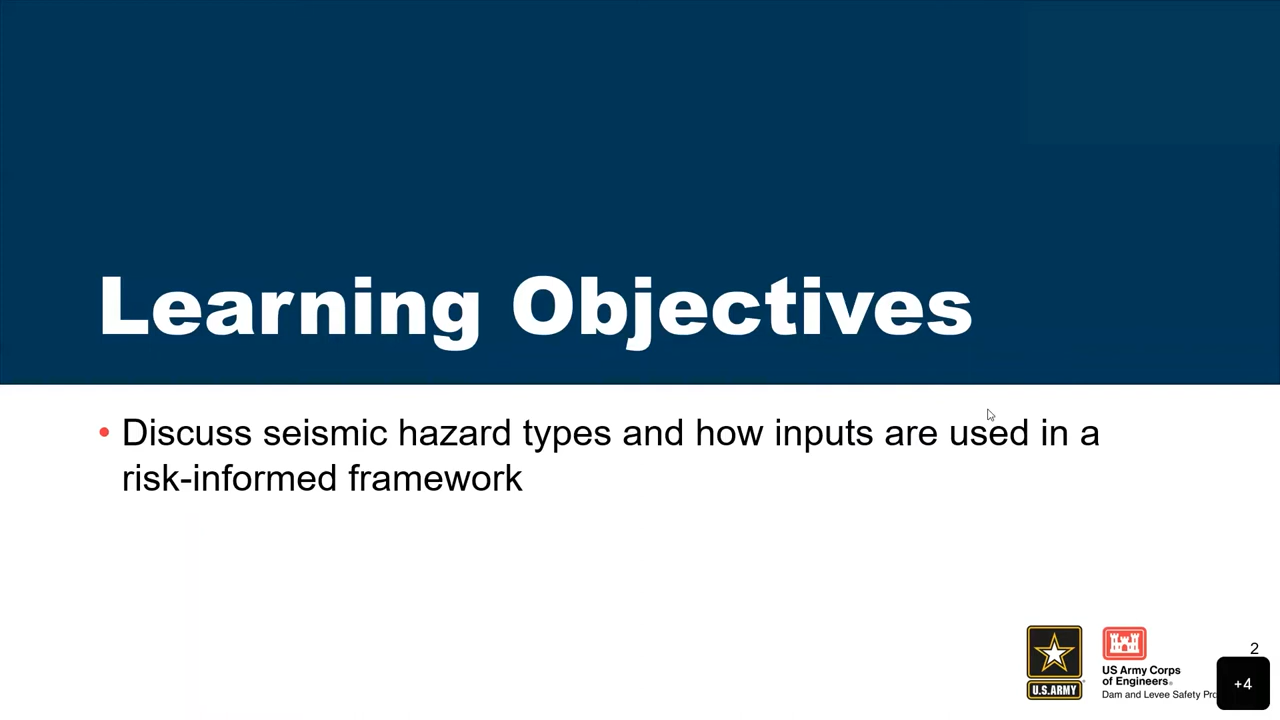 Learning Objectives
• Discuss seismic hazard types and how inputs are used in a
risk-informed framework
U.S.ARMY
US Army Corps
of Engineers®
Dam and Levee Safety
2
+4